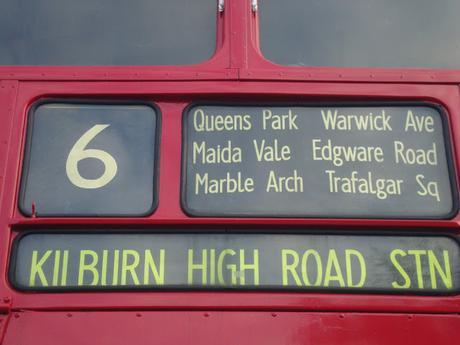 6
Queens Park Warwick Ave
Maida Vale Edgware Road
Marble Arch Trafalgar Sq
KILBURN HIGH ROAD STN